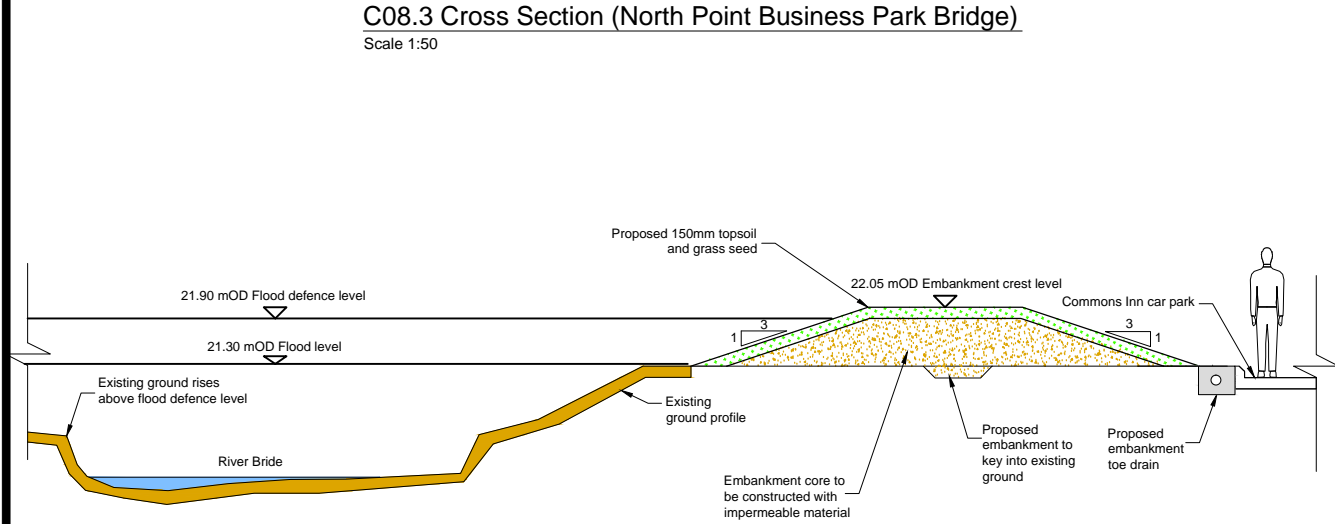 C08.3 Cross Section (North Point Business Park Bridge)
Scale 1:50
Proposed 150mm topsoil
and grass seed
21.90 mOD Flood defence level
22.05 mOD Embankment crest level
Commons Inn car park
3
1
3
1
21.30 mOD Flood level
Existing ground rises
above flood defence level
Existing
ground profile
River Bride
Proposed
embankment to
key into existing
ground
Proposed
embankment
toe drain
Embankment core to
be constructed with
impermeable material